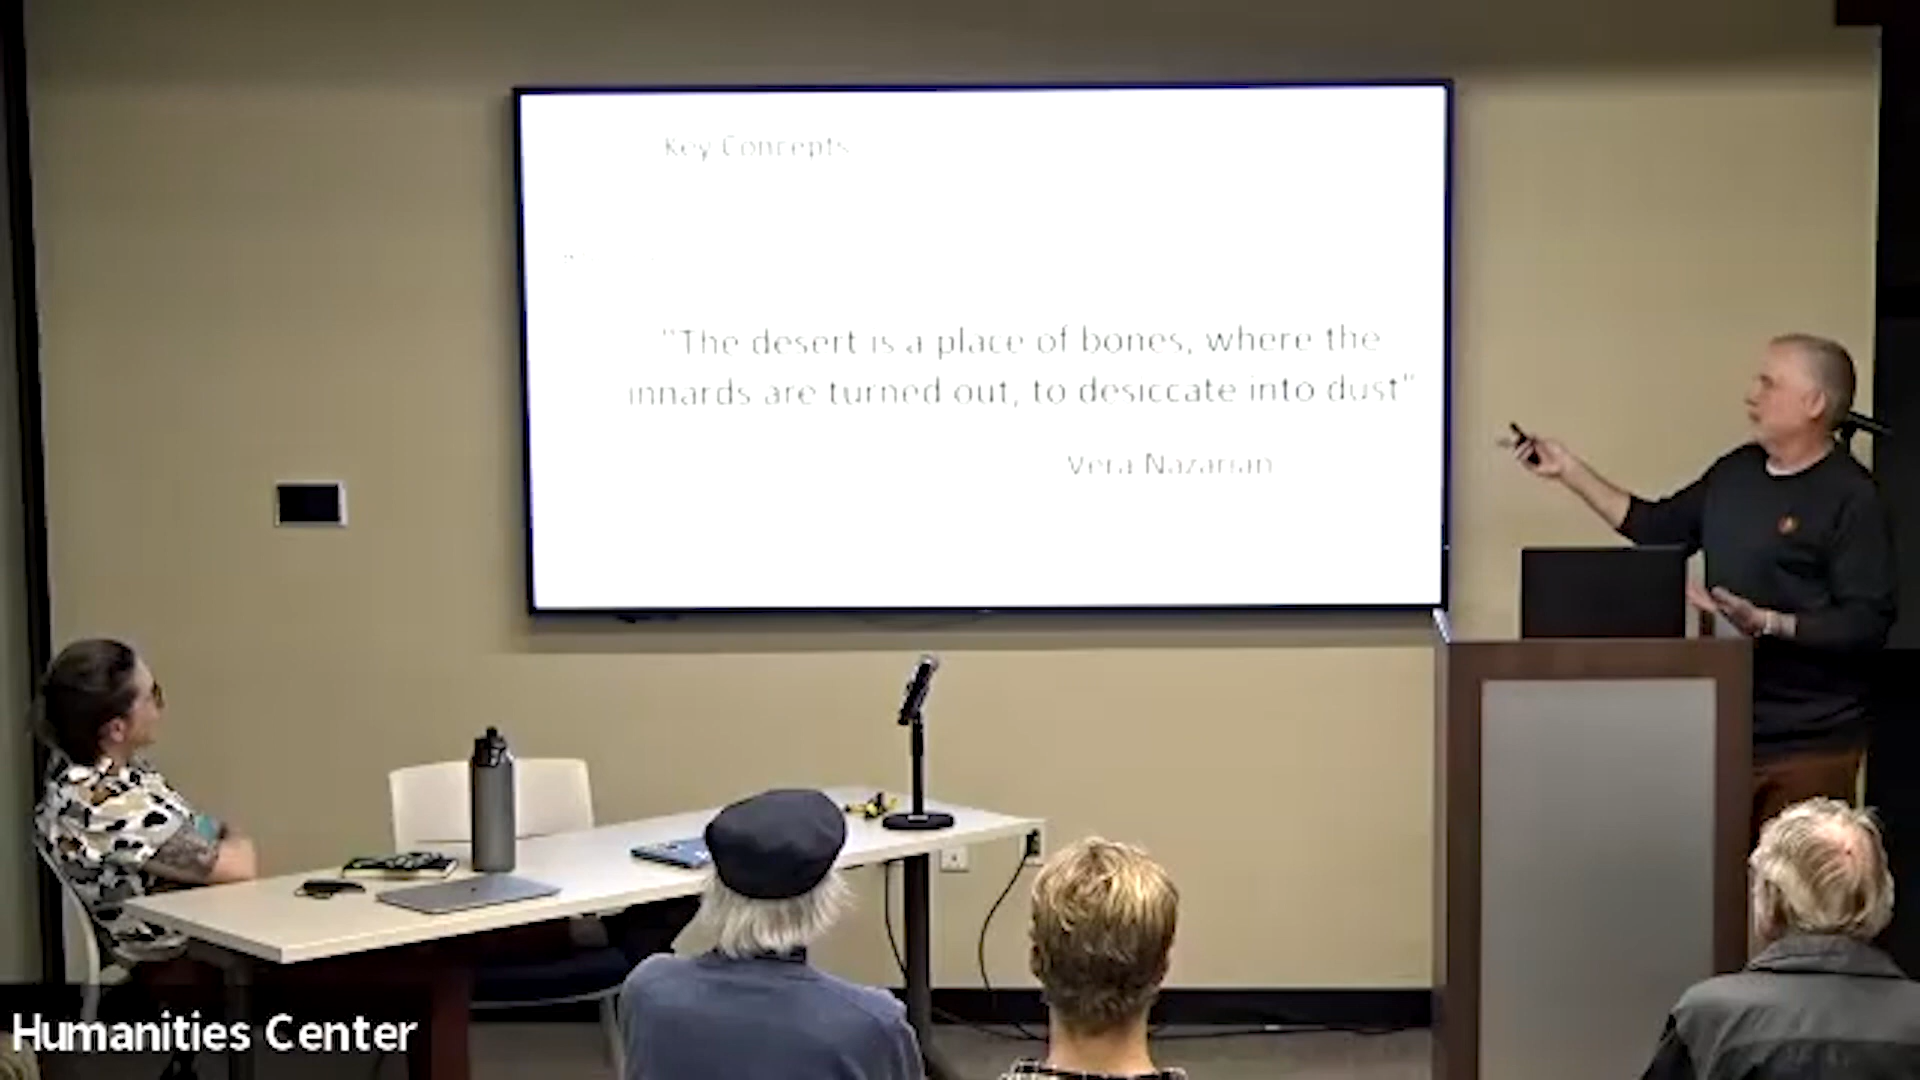 Key Concepts
"The desert is a place of bones, where the
innards are turned out, to desiccate into dust"
Vera Nazarian
Humanities Center